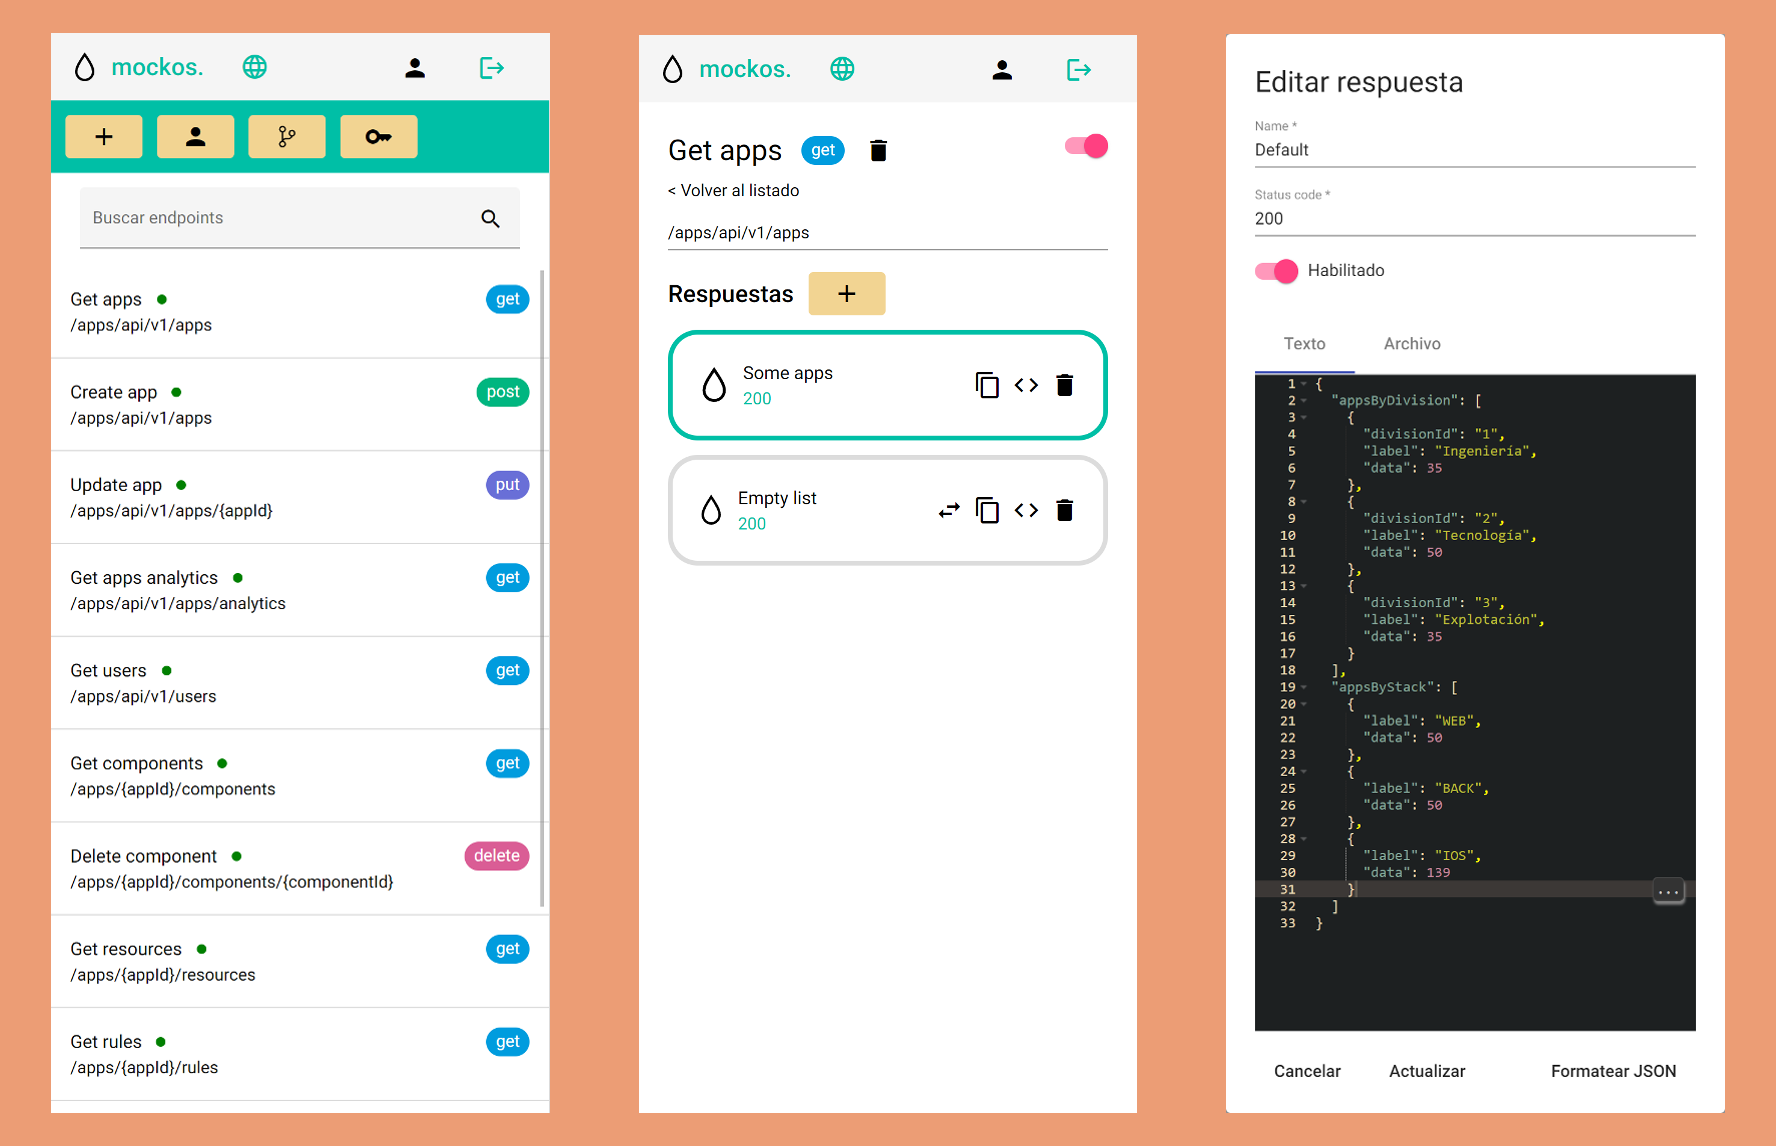 mockos.
Buscar endpoints
Get apps
get
/apps/api/v1/apps
Create app
post
/apps/api/v1/apps
Update app
put
/apps/api/v1/apps/{appId}
Get apps analytics
get
/apps/api/v1/apps/analytics
Get users
get
/apps/api/v1/users
Get components
get
/apps/{appId}/components
Delete component
delete
/apps/{appId}/components/{componentId}
Get resources
get
/apps/{appId}/resources
Get rules
get
/apps/{appId}/rules
mockos.
Get apps get
< Volver al listado
/apps/api/v1/apps
Respuestas +
Some apps
200
Empty list
200
Editar respuesta
Name *
Default
Status code *
200
Habilitado
Texto Archivo
1 {
2 "appsByDivision": [
3 {
4 "divisionId": "1",
5 "label": "Ingeniería",
6 "data": 35
7 },
8 {
9 "divisionId": "2",
10 "label": "Tecnología",
11 "data": 50
12 },
13 {
14 "divisionId": "3",
15 "label": "Explotación",
16 "data": 35
17 }
18 ],
19 "appsByStack": [
20 {
21 "label": "WEB",
22 "data": 50
23 },
24 {
25 "label": "BACK",
26 "data": 50
27 },
28 {
29 "label": "IOS",
30 "data": 139
31 }
32 ]
33 }
Cancelar Actualizar Formatear JSON